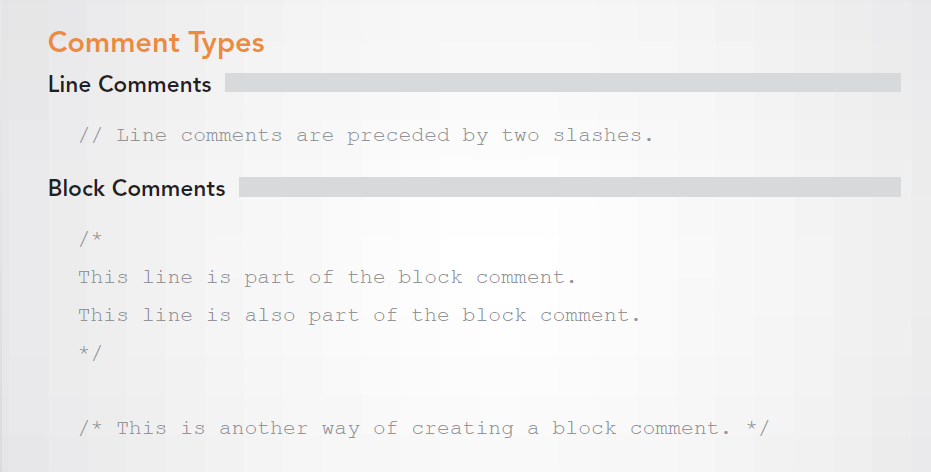 Comment Types
Line Comments
// Line comments are preceded by two slashes.
Block Comments
/*
This line is part of the block comment.
This line is also part of the block comment.
*/
/* This is another way of creating a block comment. */